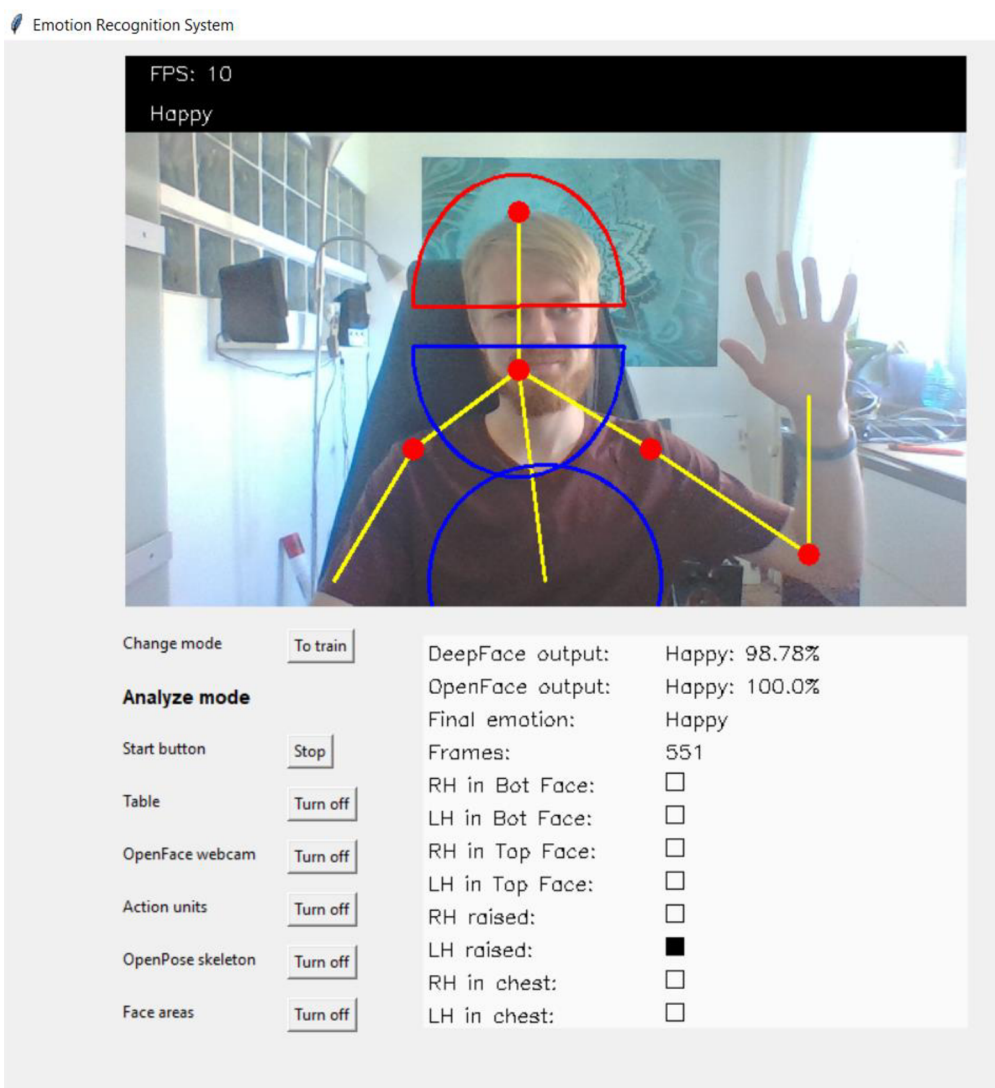 Emotion Recognition System
FPS: 10
Happy
Change mode
To train
Analyze mode
Start button
Stop
Table
Turn off
OpenFace webcam
Turn off
Action units
Turn off
OpenPose skeleton
Turn off
Face areas
Turn off
DeepFace output: Happy: 98.78%
OpenFace output: Happy: 100.0%
Final emotion: Happy
Frames: 551
RH in Bot Face:
LH in Bot Face:
RH in Top Face:
LH in Top Face:
RH raised:
LH raised:
RH in chest:
LH in chest: